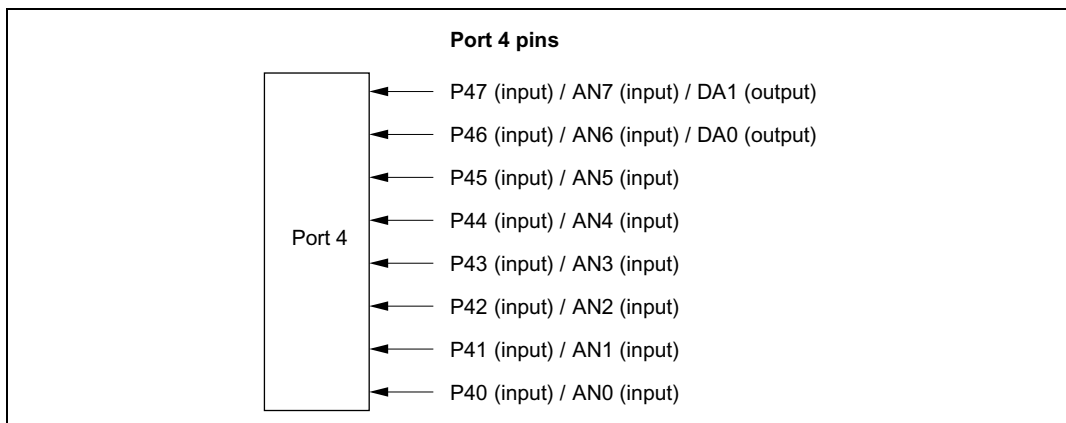 Port 4 pins
P47 (input) / AN7 (input) / DA1 (output)
P46 (input) / AN6 (input) / DA0 (output)
P45 (input) / AN5 (input)
P44 (input) / AN4 (input)
Port 4
P43 (input) / AN3 (input)
P42 (input) / AN2 (input)
P41 (input) / AN1 (input)
P40 (input) / AN0 (input)